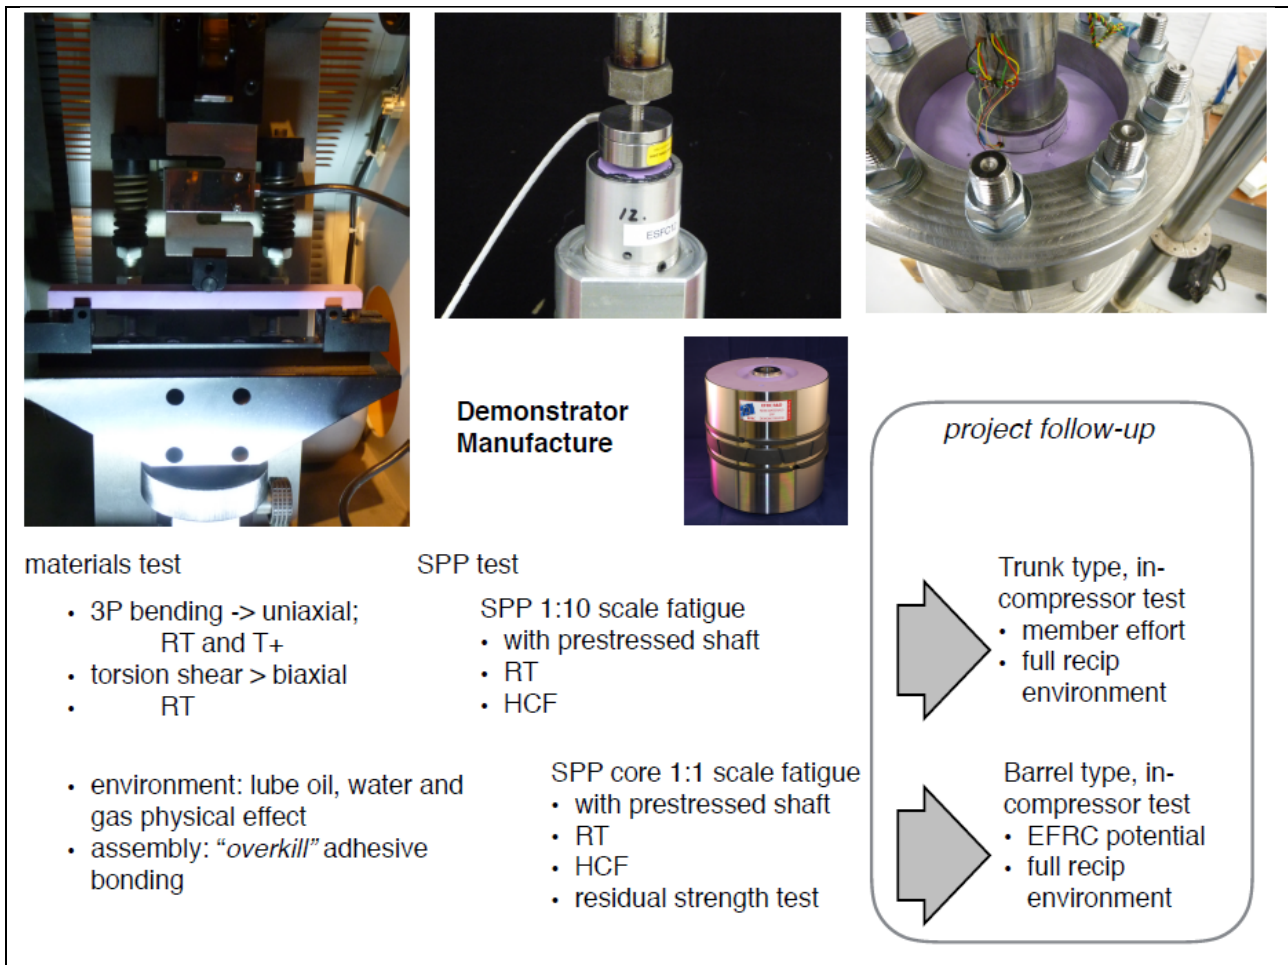 12.
ESFC
Demonstrator
Manufacture
project follow-up
materials test
• 3P bending -> uniaxial;
RT and T+
• torsion shear > biaxial
• RT
• environment: lube oil, water and
gas physical effect
• assembly: “overkill” adhesive
bonding
SPP test
SPP 1:10 scale fatigue
• with prestressed shaft
• RT
• HCF
SPP core 1:1 scale fatigue
• with prestressed shaft
• RT
• HCF
• residual strength test
Trunk type, in-
compressor test
• member effort
• full recip
environment
Barrel type, in-
compressor test
• EFRC potential
• full recip
environment